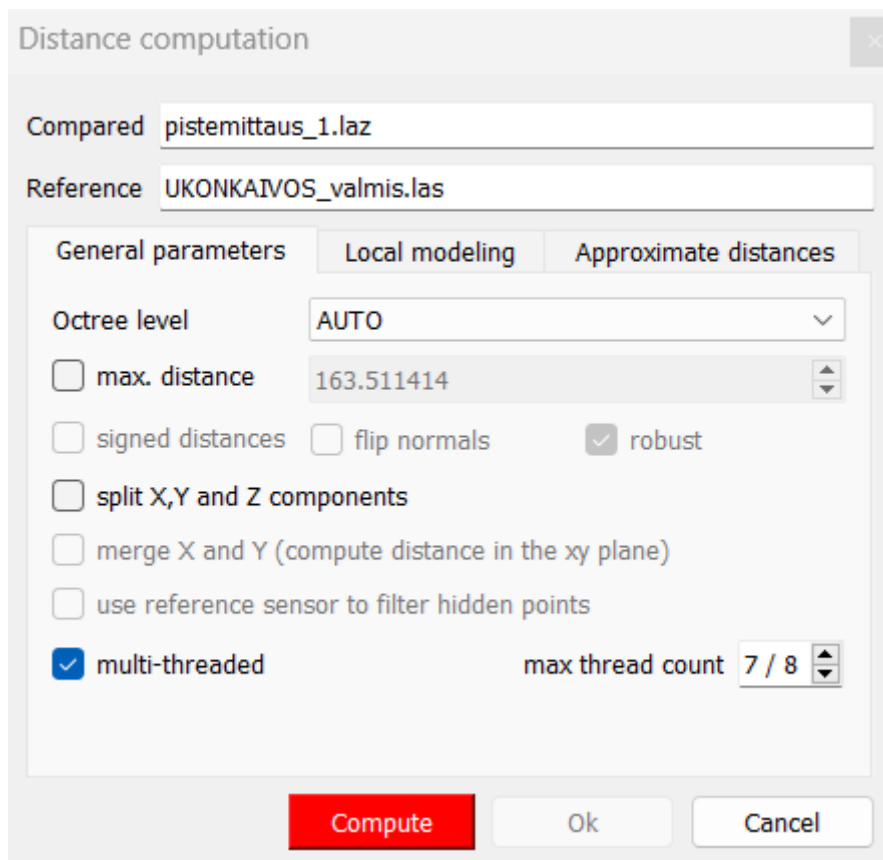 Distance computation
Compared pistemittaus_1.laz
Reference UKONKAIVOS_valmis.las
General parameters Local modeling Approximate distances
Octree level AUTO
max. distance 163.511414
signed distances flip normals robust
split X,Y and Z components
merge X and Y (compute distance in the xy plane)
use reference sensor to filter hidden points
multi-threaded max thread count 7 / 8
Compute Ok Cancel